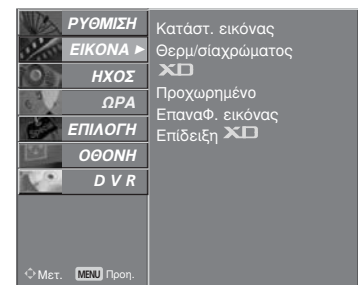 ΡΥΘΜΙΣΗ
ΕΙΚΟΝΑ ►
ΗΧΟΣ
ΩΡΑ
ΕΠΙΛΟΓΗ
ΟΘΟΝΗ
D V R
Κατάστ. εικόνας
Θερμ/σίαχρώματος
XD
Προχωρημένο
ΕπαναΦ. εικόνας
Επίδειξη XD
Μετ. MENU Προη.